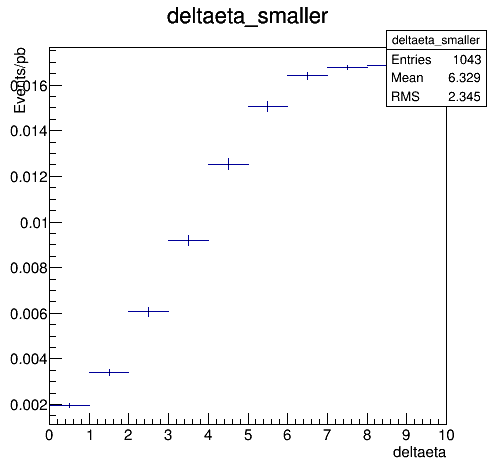 deltaeta_smaller
deltaeta_smaller
Entries 1043
Mean 6.329
RMS 2.345
Events/pb
0.016
0.014
0.012
0.01
0.008
0.006
0.004
0.002
0 1 2 3 4 5 6 7 8 9 10
deltaeta